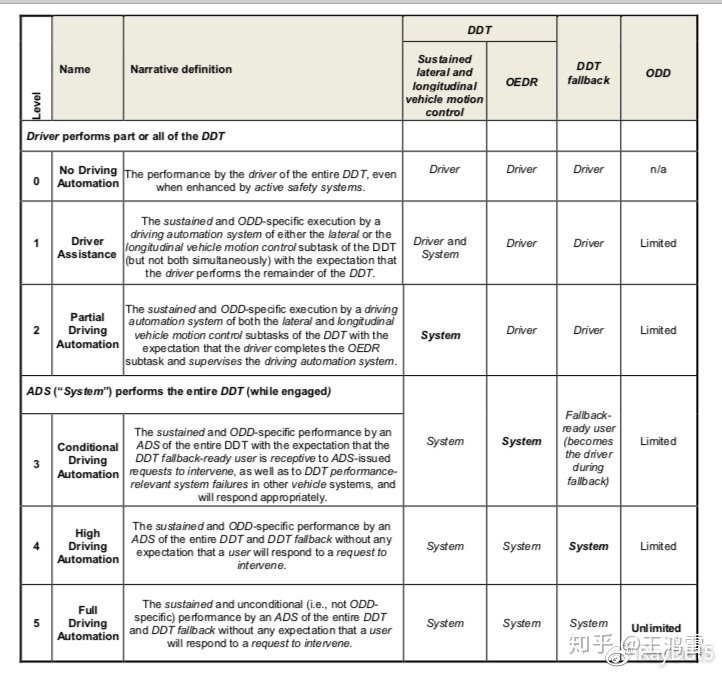 DDT
Level
Name
Narrative definition
Sustained
lateral and
longitudinal
vehicle motion
control
OEDR
DDT
fallback
ODD
Driver performs part or all of the DDT
0
No Driving
Automation
The performance by the driver of the entire DDT, even
when enhanced by active safety systems.
Driver
Driver
Driver
n/a
1
Driver
Assistance
The sustained and ODD-specific execution by a
driving automation system of either the lateral or the
longitudinal vehicle motion control subtask of the DDT
(but not both simultaneously) with the expectation that
the driver performs the remainder of the DDT.
Driver and
System
Driver
Driver
Limited
2
Partial
Driving
Automation
The sustained and ODD-specific execution by a driving
automation system of both the lateral and longitudinal
vehicle motion control subtasks of the DDT with the
expectation that the driver completes the OEDR
subtask and supervises the driving automation system.
System
Driver
Driver
Limited
ADS (“System”) performs the entire DDT (while engaged)
3
Conditional
Driving
Automation
The sustained and ODD-specific performance by an
ADS of the entire DDT with the expectation that the
DDT fallback-ready user is receptive to ADS-issued
requests to intervene, as well as to DDT performance-
relevant system failures in other vehicle systems, and
will respond appropriately.
System
System
Fallback-
ready user
(becomes
the driver
during
fallback)
Limited
4
High
Driving
Automation
The sustained and ODD-specific performance by an
ADS of the entire DDT and DDT fallback without any
expectation that a user will respond to a request to
intervene.
System
System
System
Limited
5
Full
Driving
Automation
The sustained and unconditional (i.e., not ODD-
specific) performance by an ADS of the entire DDT
and DDT fallback without any expectation that a user
will respond to a request to intervene.
System
System
System
Unlimited
知乎 @王鸿